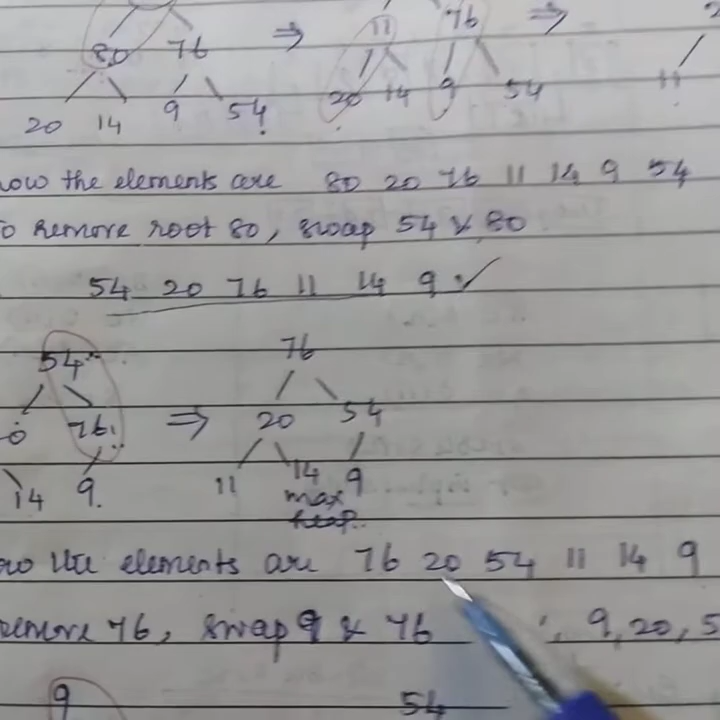 80 76 ⇒ 11 76 ⇒
20 14 9 54 20 14 9 54 11
now the elements are 80 20 76 11 14 9 54
To Remove root 80, swap 54 & 80
54 20 76 11 14 9 ✓
54 76
76 ⇒ 20 54
14 9 11 14 9
max
heap
now the elements are 76 20 54 11 14 9
remove 76, swap 9 & 76 ∴ 9, 20, 5
9 54